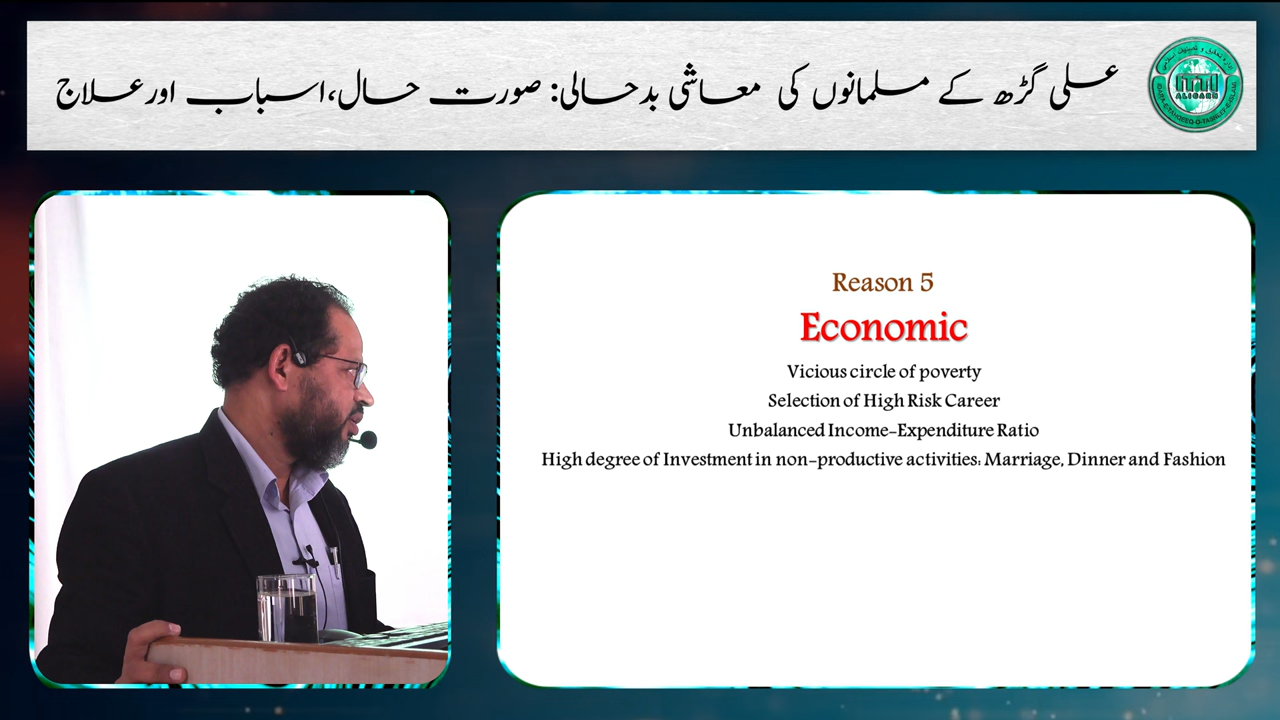 علی گڑھ کے مسلمانوں کی معاشی بدحالی: صورت حال،اسباب اورعلاج
ALIGARH
Reason 5
Economic
Vicious circle of poverty
Selection of High Risk Career
Unbalanced Income-Expenditure Ratio
High degree of Investment in non-productive activities: Marriage, Dinner and Fashion